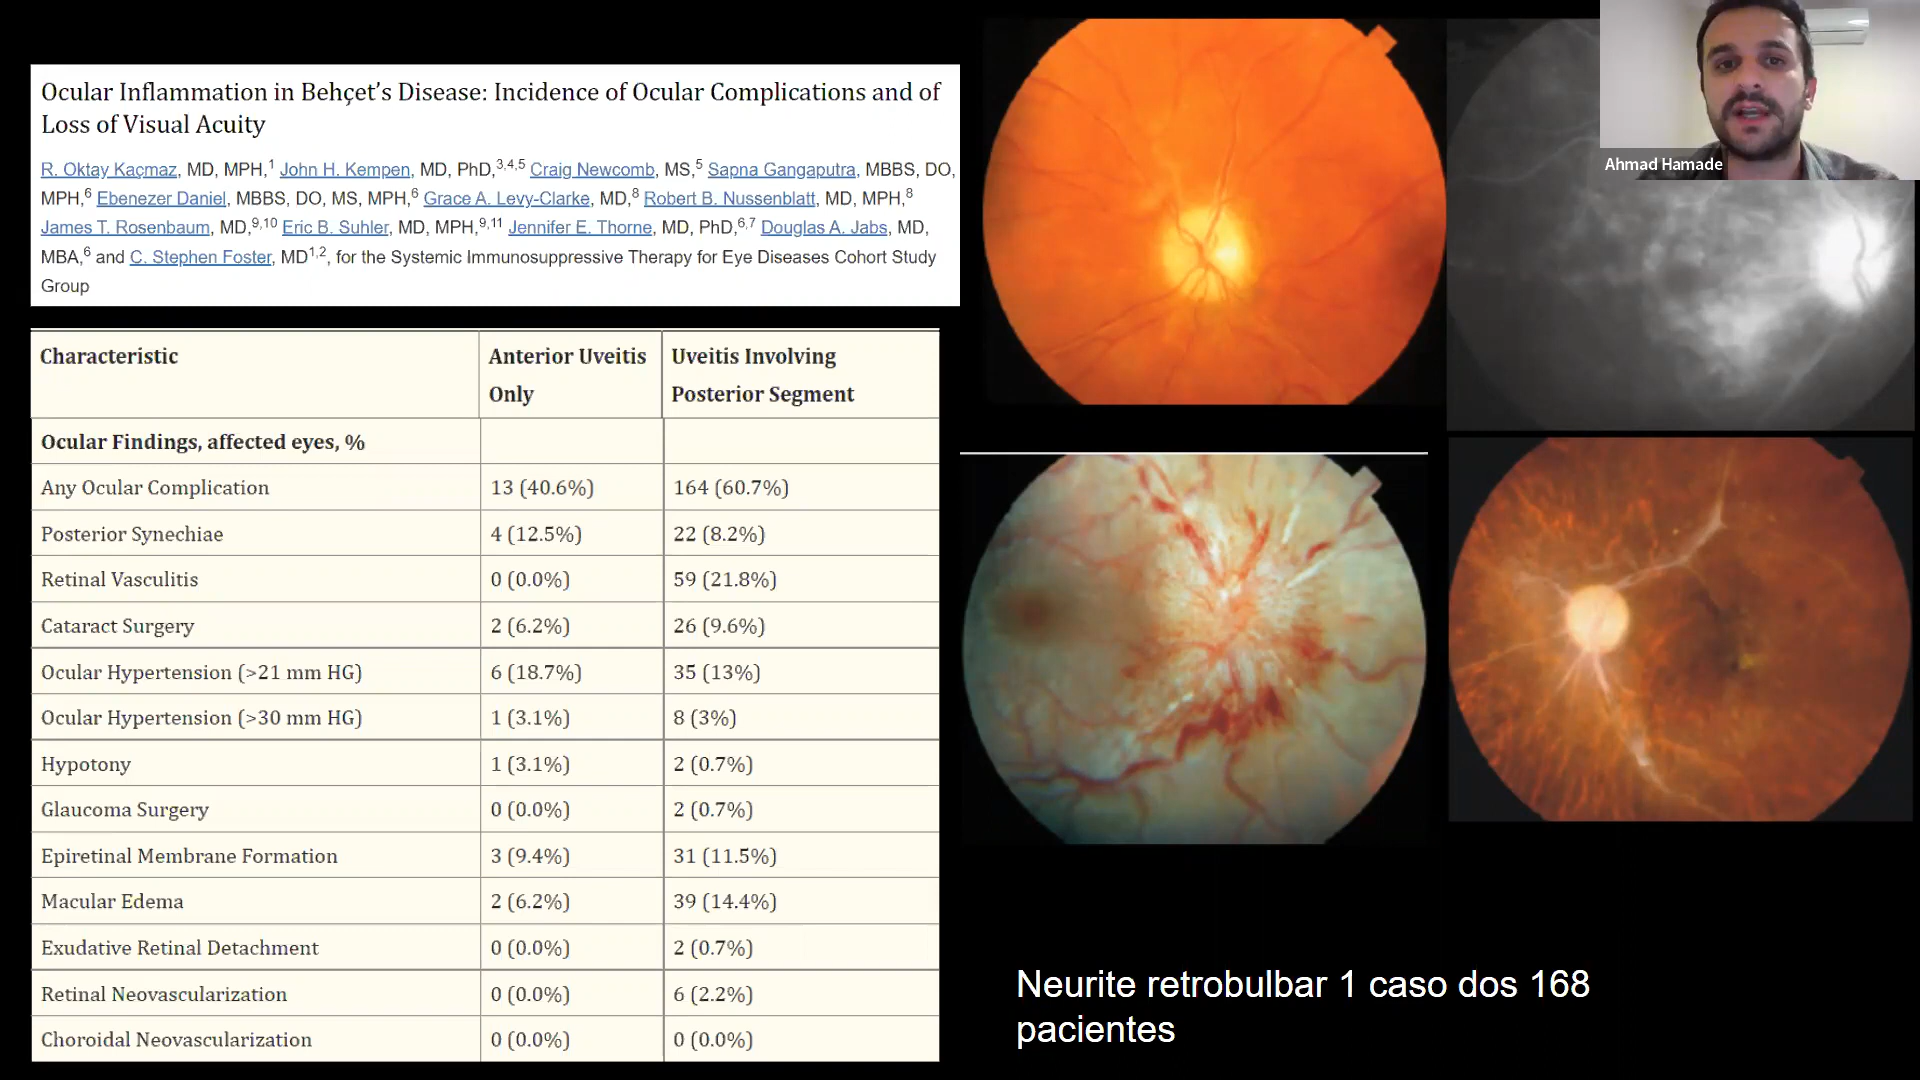 Ocular Inflammation in Behçet’s Disease: Incidence of Ocular Complications and of
Loss of Visual Acuity
R. Oktay Kaçmaz, MD, MPH,1 John H. Kempen, MD, PhD,3,4,5 Craig Newcomb, MS,5 Sapna Gangaputra, MBBS, DO,
MPH,6 Ebenezer Daniel, MBBS, DO, MS, MPH,6 Grace A. Levy-Clarke, MD,8 Robert B. Nussenblatt, MD, MPH,8
James T. Rosenbaum, MD,9,10 Eric B. Suhler, MD, MPH,9,11 Jennifer E. Thorne, MD, PhD,6,7 Douglas A. Jabs, MD,
MBA,6 and C. Stephen Foster, MD1,2, for the Systemic Immunosuppressive Therapy for Eye Diseases Cohort Study
Group
Characteristic Anterior Uveitis Only Uveitis Involving Posterior Segment
Ocular Findings, affected eyes, %
Any Ocular Complication 13 (40.6%) 164 (60.7%)
Posterior Synechiae 4 (12.5%) 22 (8.2%)
Retinal Vasculitis 0 (0.0%) 59 (21.8%)
Cataract Surgery 2 (6.2%) 26 (9.6%)
Ocular Hypertension (>21 mm HG) 6 (18.7%) 35 (13%)
Ocular Hypertension (>30 mm HG) 1 (3.1%) 8 (3%)
Hypotony 1 (3.1%) 2 (0.7%)
Glaucoma Surgery 0 (0.0%) 2 (0.7%)
Epiretinal Membrane Formation 3 (9.4%) 31 (11.5%)
Macular Edema 2 (6.2%) 39 (14.4%)
Exudative Retinal Detachment 0 (0.0%) 2 (0.7%)
Retinal Neovascularization 0 (0.0%) 6 (2.2%)
Choroidal Neovascularization 0 (0.0%) 0 (0.0%)
Ahmad Hamade
Neurite retrobulbar 1 caso dos 168
pacientes